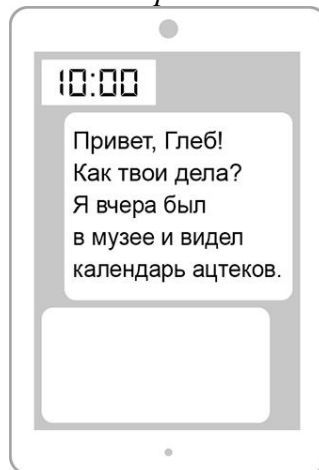 10:00
Привет, Глеб!
Как твои дела?
Я вчера был
в музее и видел
календарь ацтеков.